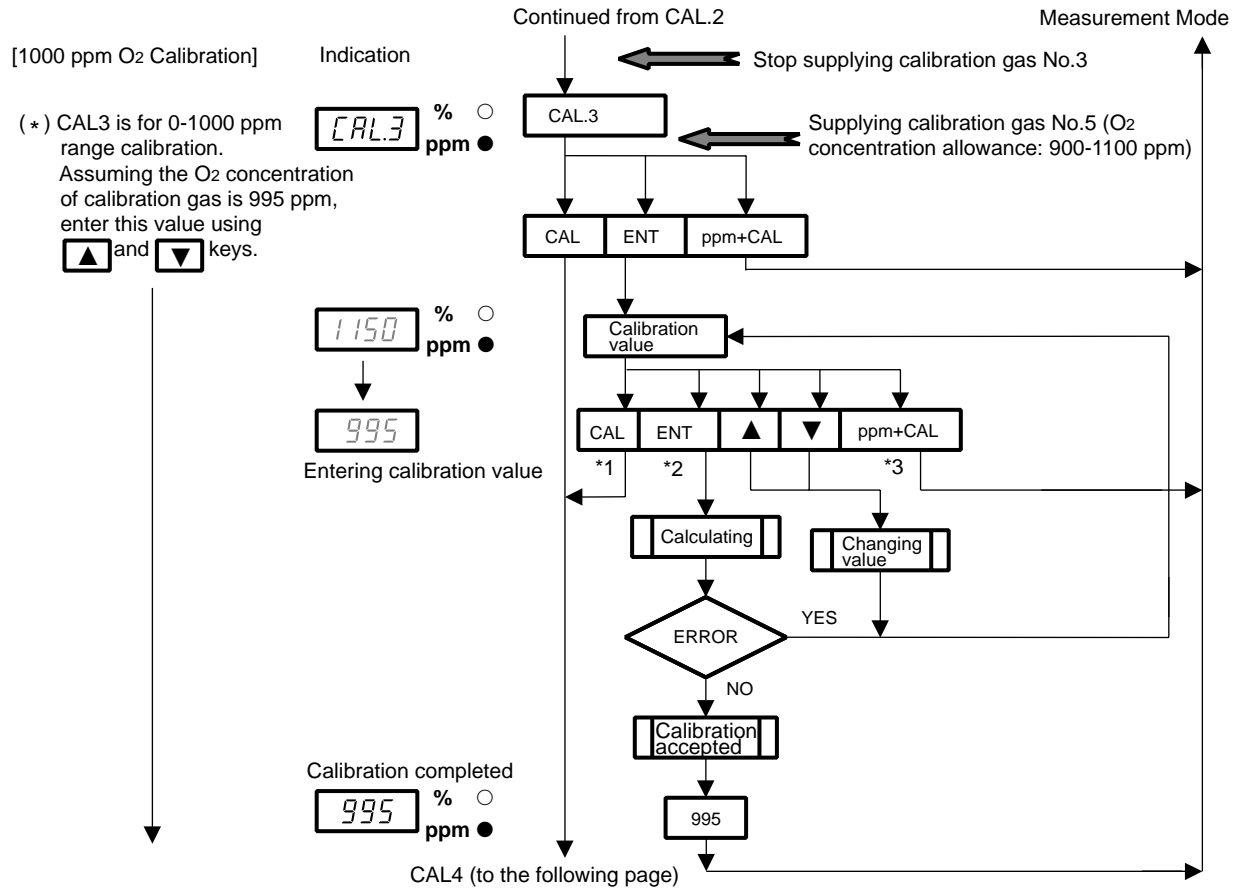 Continued from CAL.2
Measurement Mode
[1000 ppm O2 Calibration]
Indication
Stop supplying calibration gas No.3
(*) CAL3 is for 0-1000 ppm
range calibration.
Assuming the O2 concentration
of calibration gas is 995 ppm,
enter this value using
▲ and ▼ keys.
CAL.3
% ○
ppm ●
CAL.3
Supplying calibration gas No.5 (O2
concentration allowance: 900-1100 ppm)
CAL
ENT
ppm+CAL
1150
% ○
ppm ●
Calibration
value
995
Entering calibration value
CAL
ENT
▲
▼
ppm+CAL
*1
*2
*3
Calculating
Changing
value
ERROR
YES
NO
Calibration
accepted
Calibration completed
995
% ○
ppm ●
995
CAL4 (to the following page)